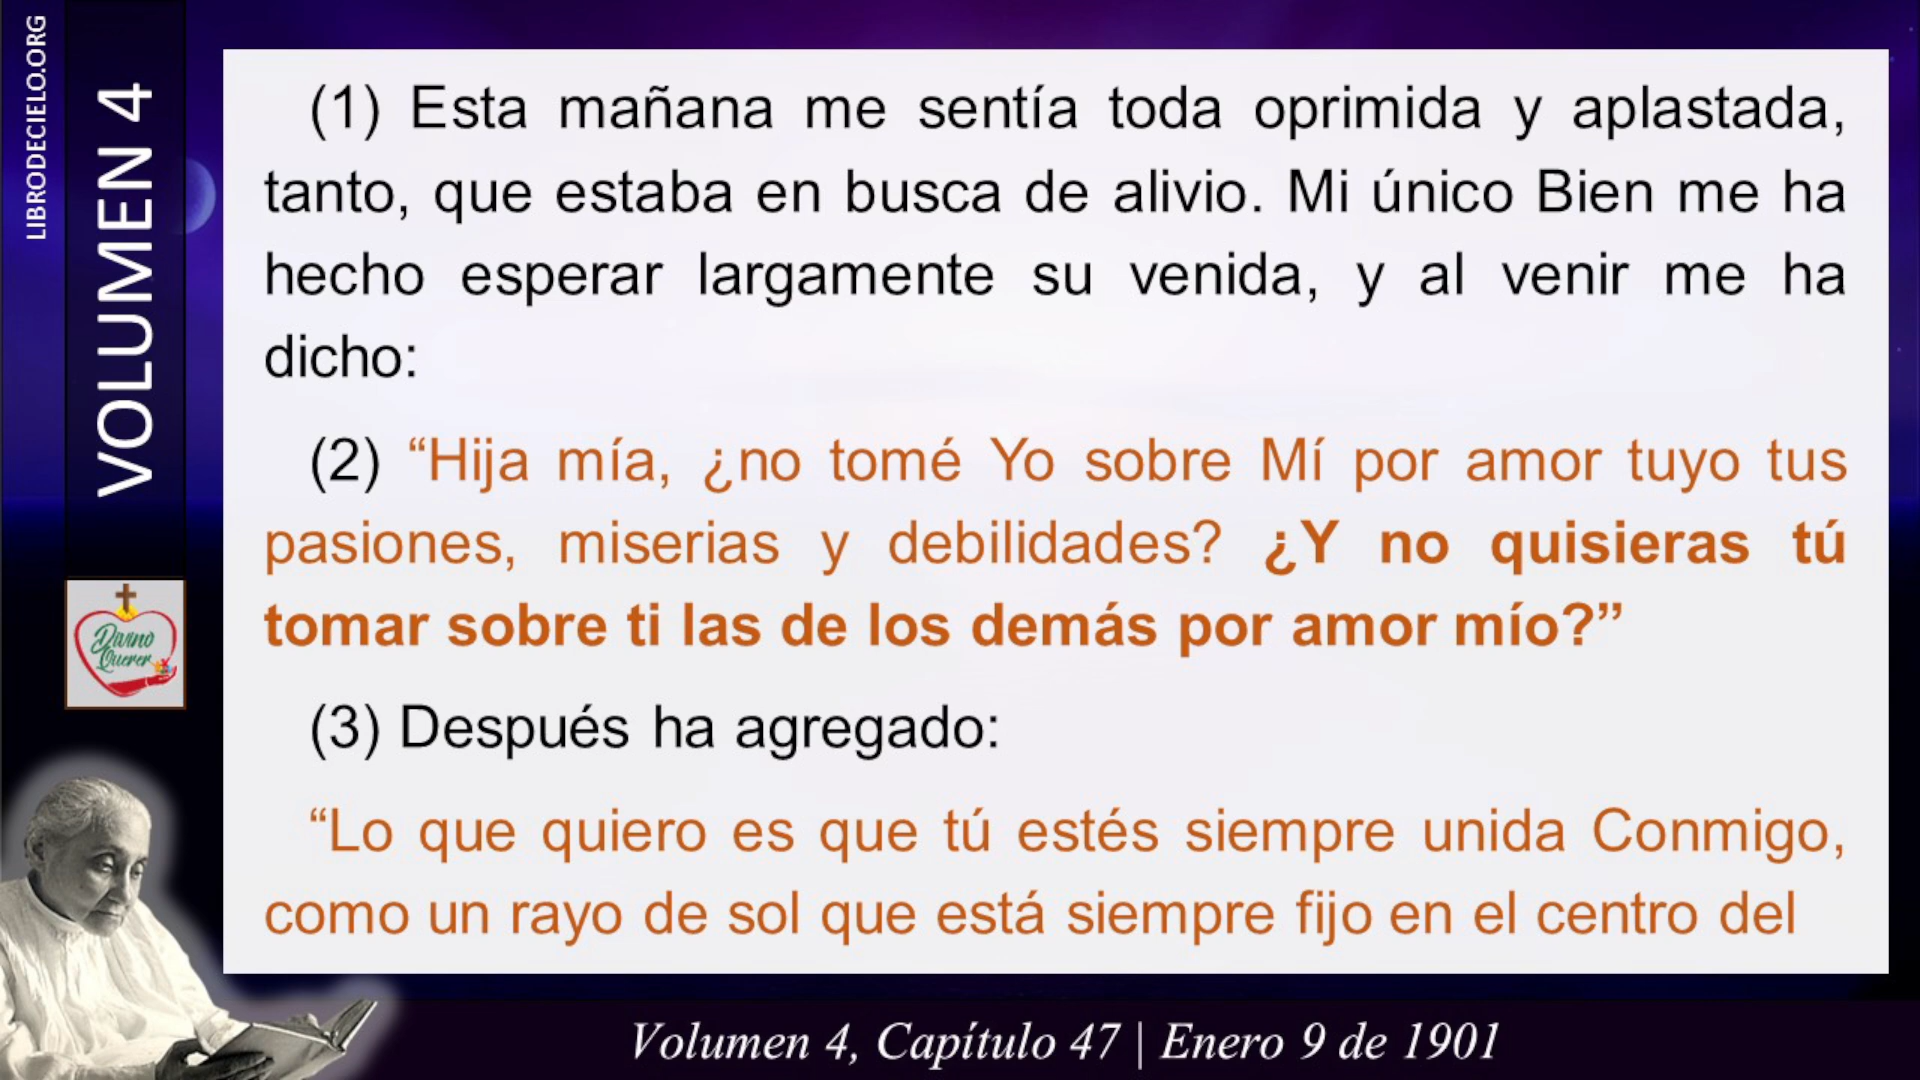 LIBRODECIELO.ORG
VOLUMEN 4
Divino
Querer
(1) Esta mañana me sentía toda oprimida y aplastada,
tanto, que estaba en busca de alivio. Mi único Bien me ha
hecho esperar largamente su venida, y al venir me ha
dicho:
(2) “Hija mía, ¿no tomé Yo sobre Mí por amor tuyo tus
pasiones, miserias y debilidades? ¿Y no quisieras tú
tomar sobre ti las de los demás por amor mío?”
(3) Después ha agregado:
“Lo que quiero es que tú estés siempre unida Conmigo,
como un rayo de sol que está siempre fijo en el centro del
Volumen 4, Capítulo 47 | Enero 9 de 1901